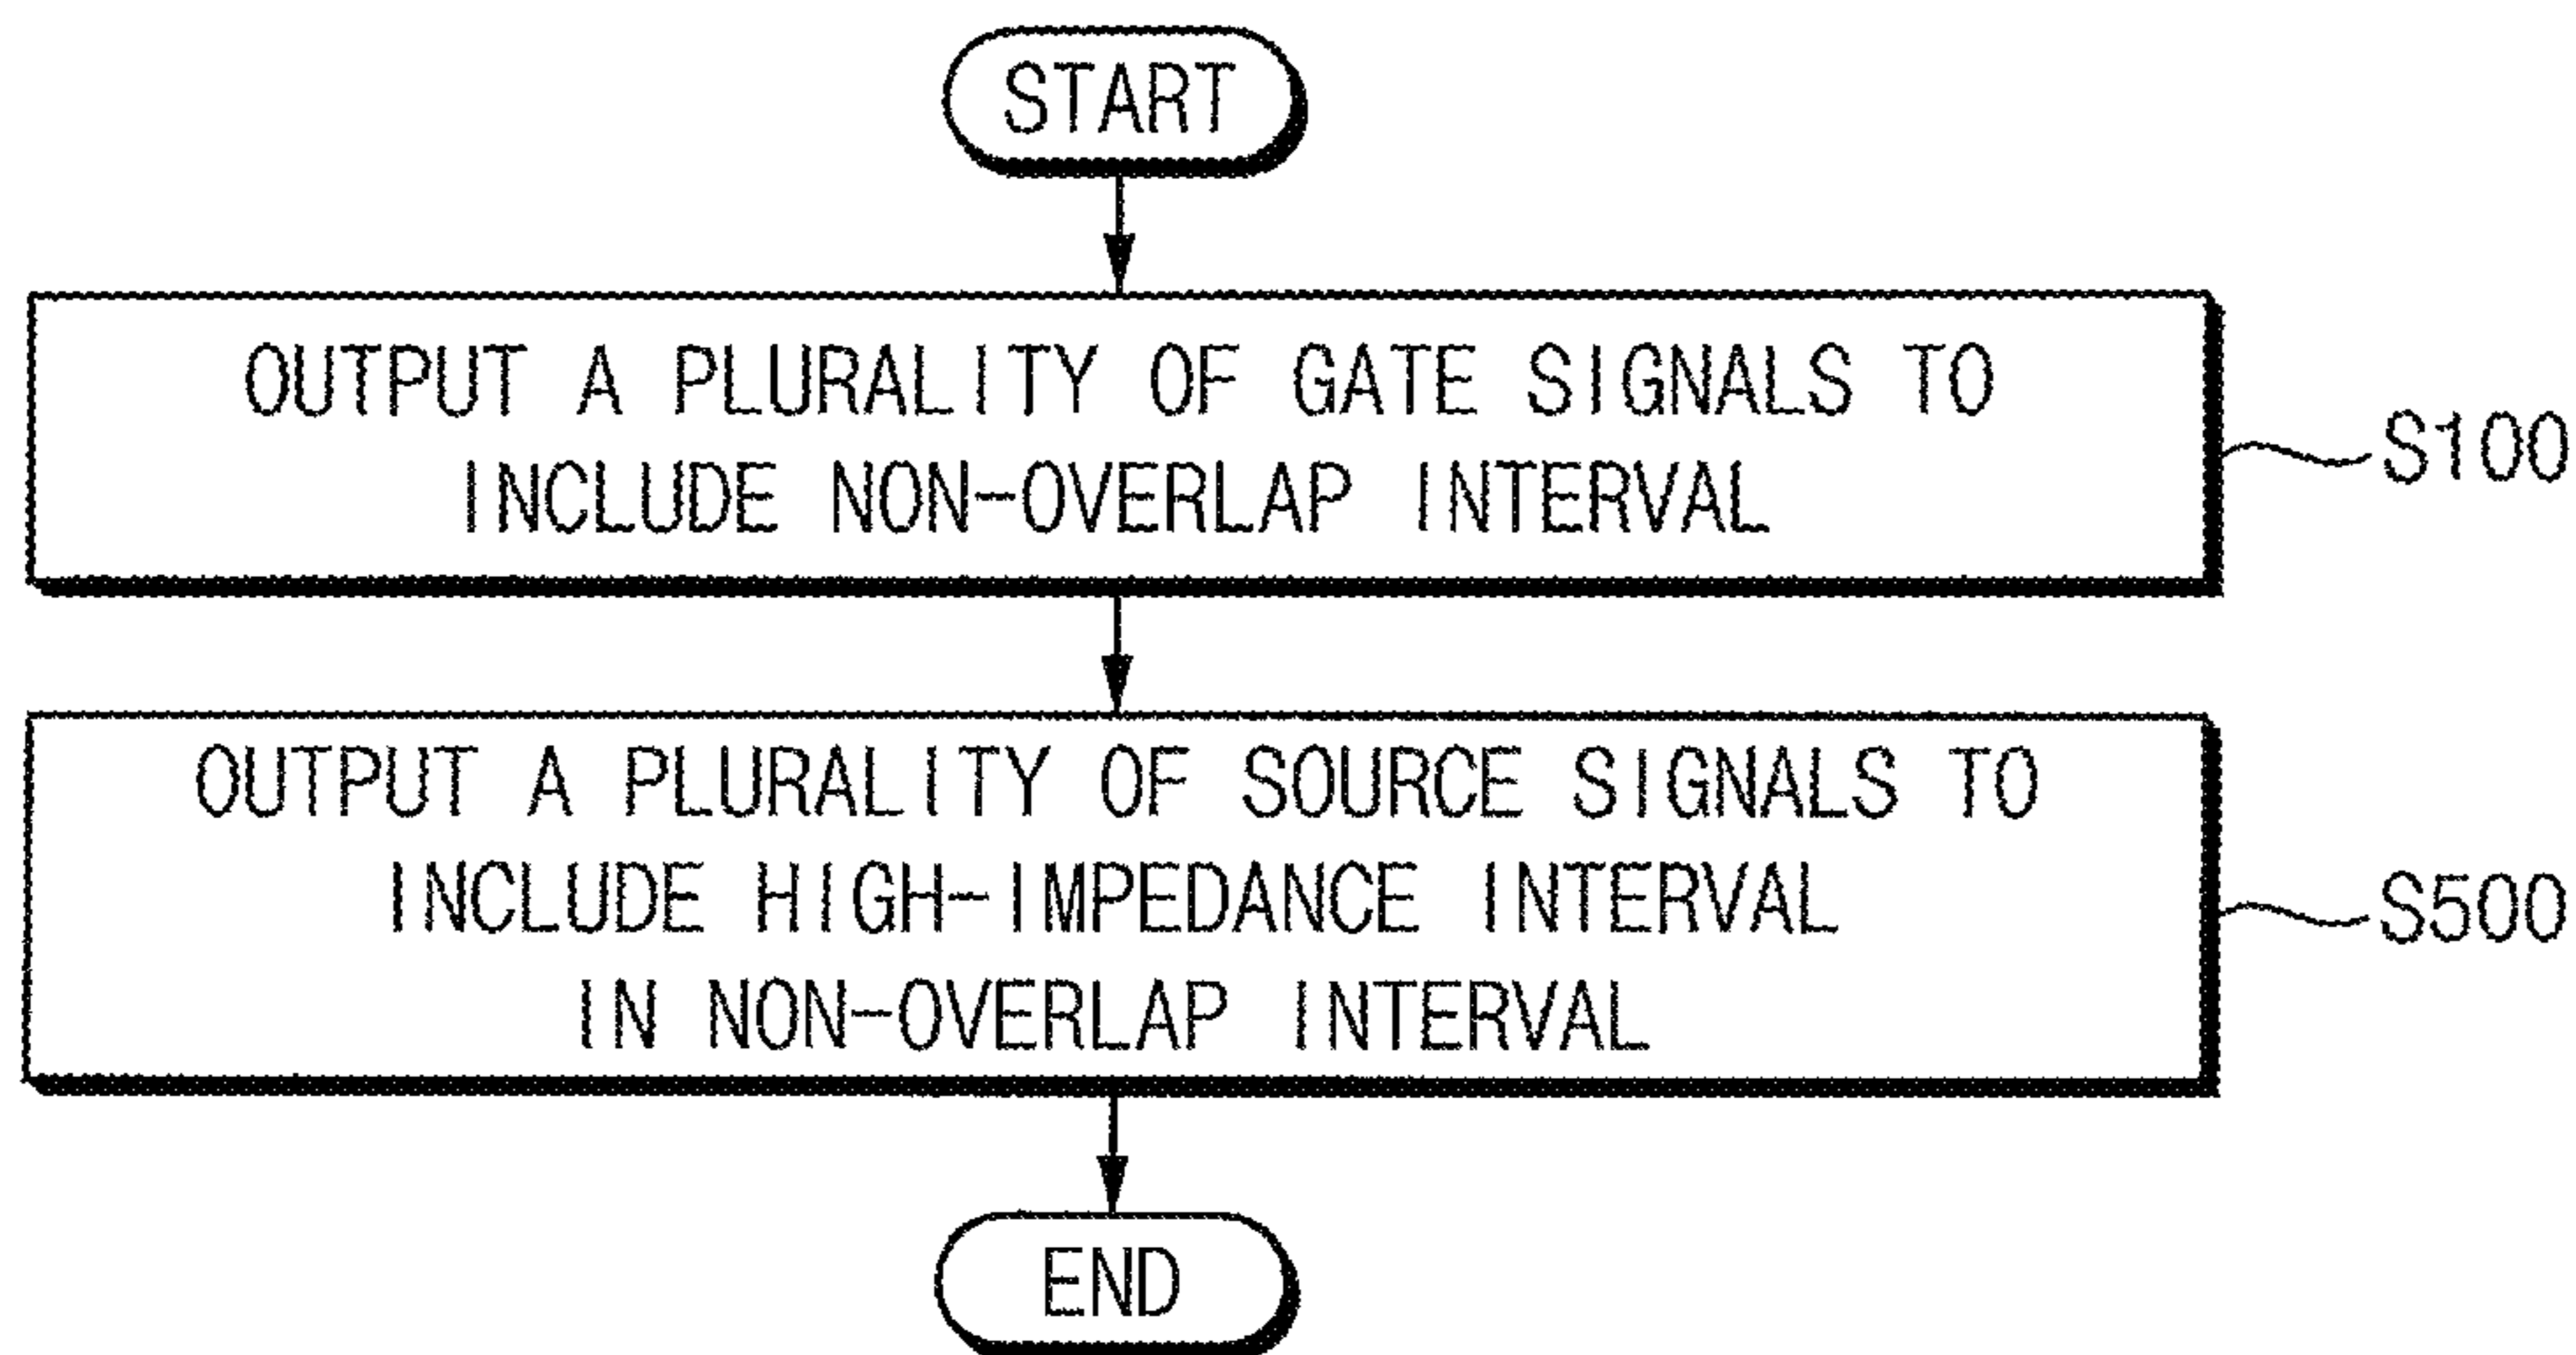 START
OUTPUT A PLURALITY OF GATE SIGNALS TO
INCLUDE NON-OVERLAP INTERVAL
S100
OUTPUT A PLURALITY OF SOURCE SIGNALS TO
INCLUDE HIGH-IMPEDANCE INTERVAL
IN NON-OVERLAP INTERVAL
S500
END